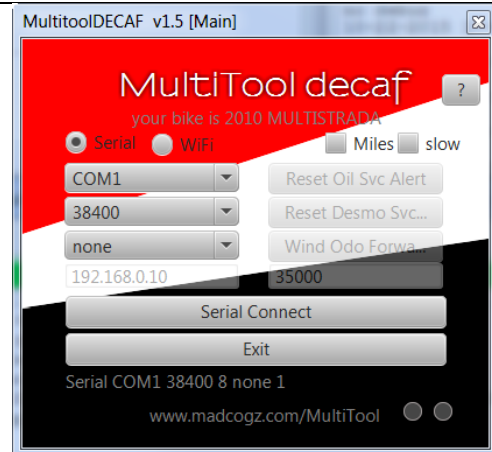 MultitoolDECAF v1.5 [Main]
MultiTool decaf
?
your bike is 2010 MULTISTRADA
Serial WiFi Miles slow
COM1 Reset Oil Svc Alert
38400 Reset Desmo Svc...
none Wind Odo Forwa...
192.168.0.10 35000
Serial Connect
Exit
Serial COM1 38400 8 none 1
www.madcogz.com/MultiTool